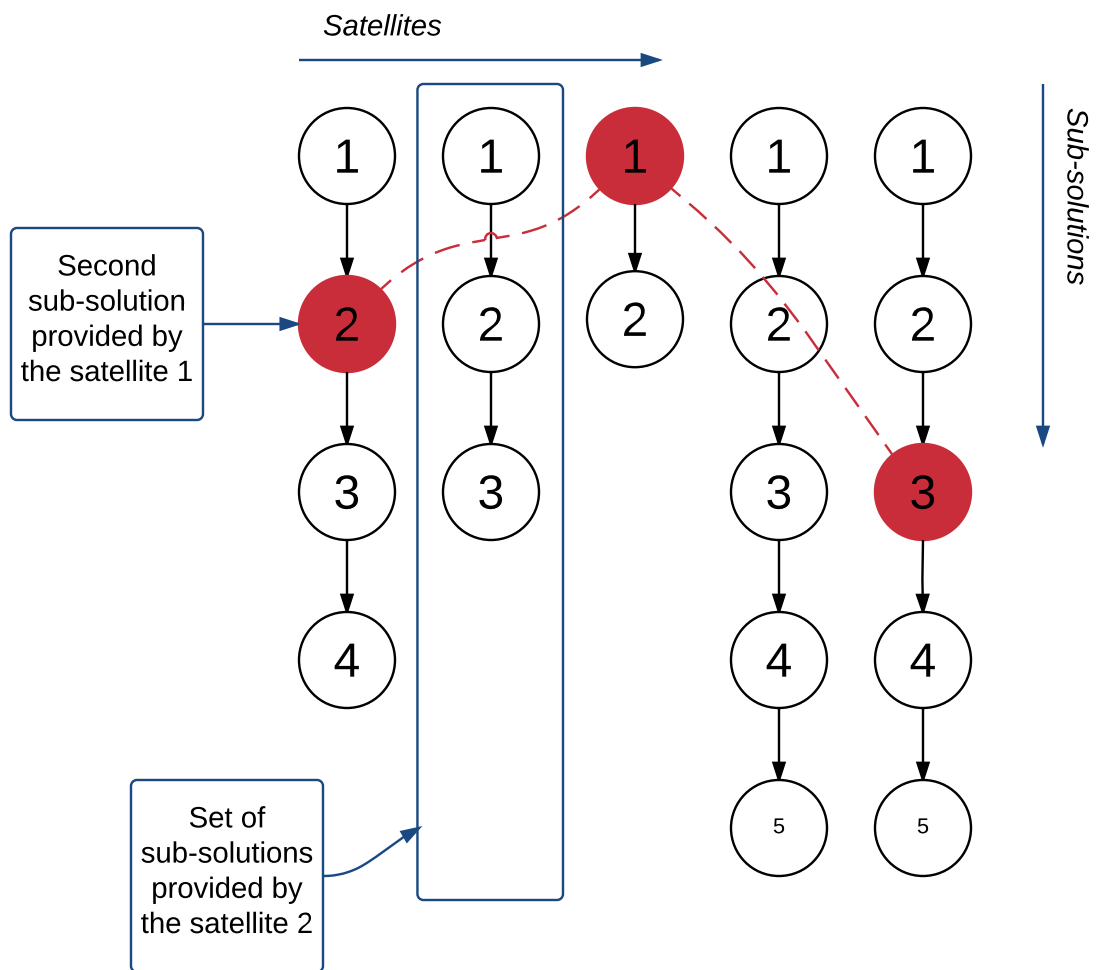 Satellites
Sub-solutions
1 1 1 1 1
Second
sub-solution
provided by
the satellite 1
2 2 2 2 2
3 3 3 3
4 4 4
5 5
Set of
sub-solutions
provided by
the satellite 2